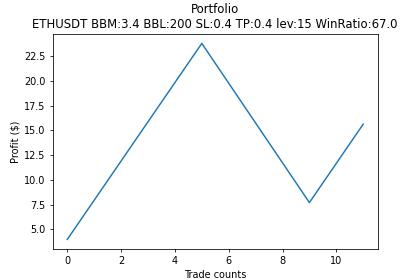 Portfolio
ETHUSDT BBM:3.4 BBL:200 SL:0.4 TP:0.4 lev:15 WinRatio:67.0
22.5
20.0
17.5
15.0
12.5
10.0
7.5
5.0
Profit ($)
0 2 4 6 8 10
Trade counts